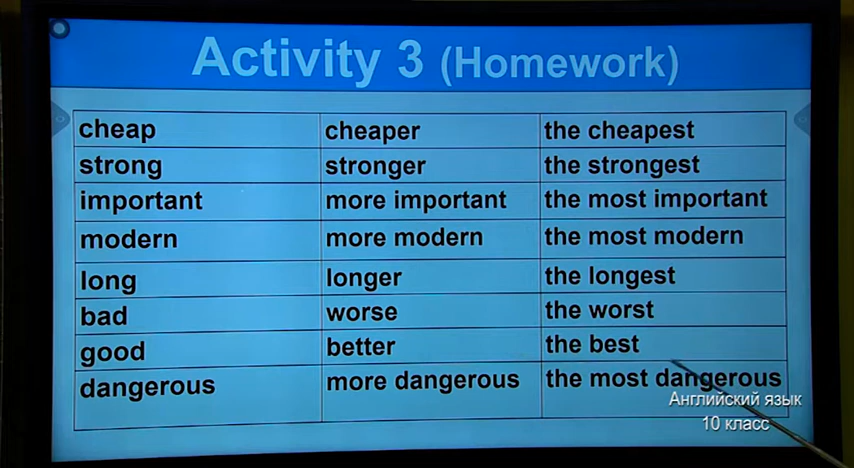 Activity 3 (Homework)
cheap cheaper the cheapest
strong stronger the strongest
important more important the most important
modern more modern the most modern
long longer the longest
bad worse the worst
good better the best
dangerous more dangerous the most dangerous
Английский язык
10 класс